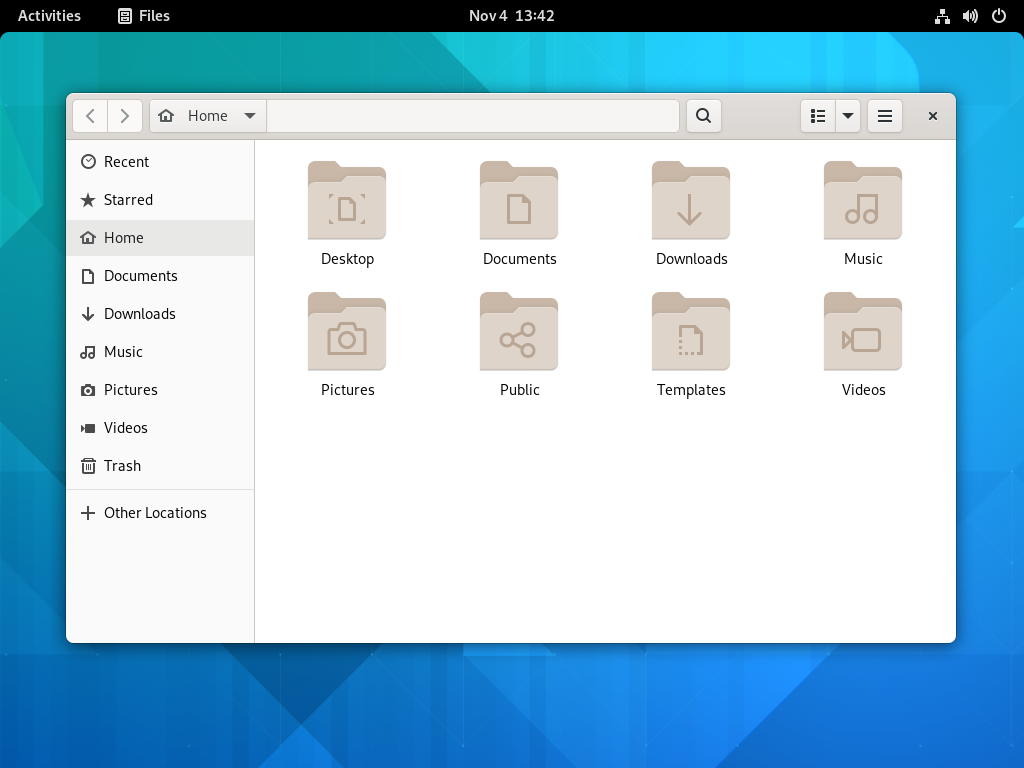 Activities
Files
Nov 4 13:42
Home
Recent
Starred
Home
Documents
Downloads
Music
Pictures
Videos
Trash
Other Locations
Desktop
Documents
Downloads
Music
Pictures
Public
Templates
Videos